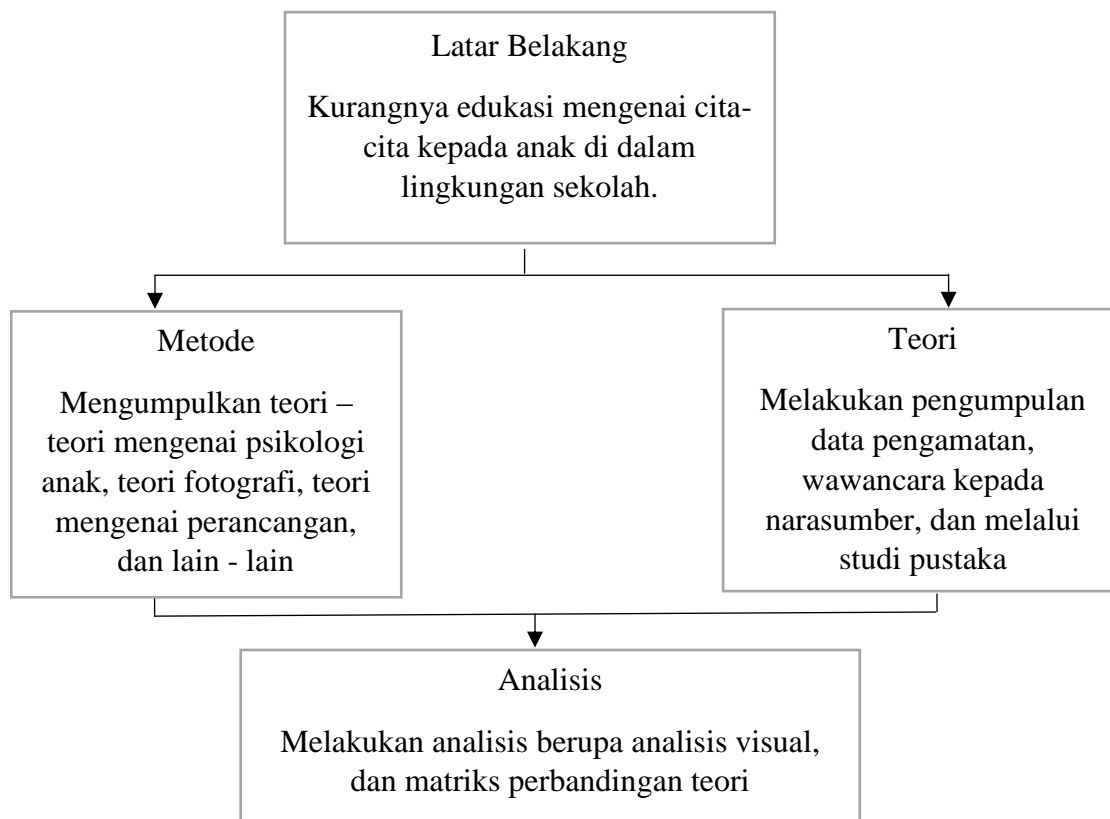 Latar Belakang
Kurangnya edukasi mengenai cita-
cita kepada anak di dalam
lingkungan sekolah.
Metode
Mengumpulkan teori –
teori mengenai psikologi
anak, teori fotografi, teori
mengenai perancangan,
dan lain - lain
Teori
Melakukan pengumpulan
data pengamatan,
wawancara kepada
narasumber, dan melalui
studi pustaka
Analisis
Melakukan analisis berupa analisis visual,
dan matriks perbandingan teori